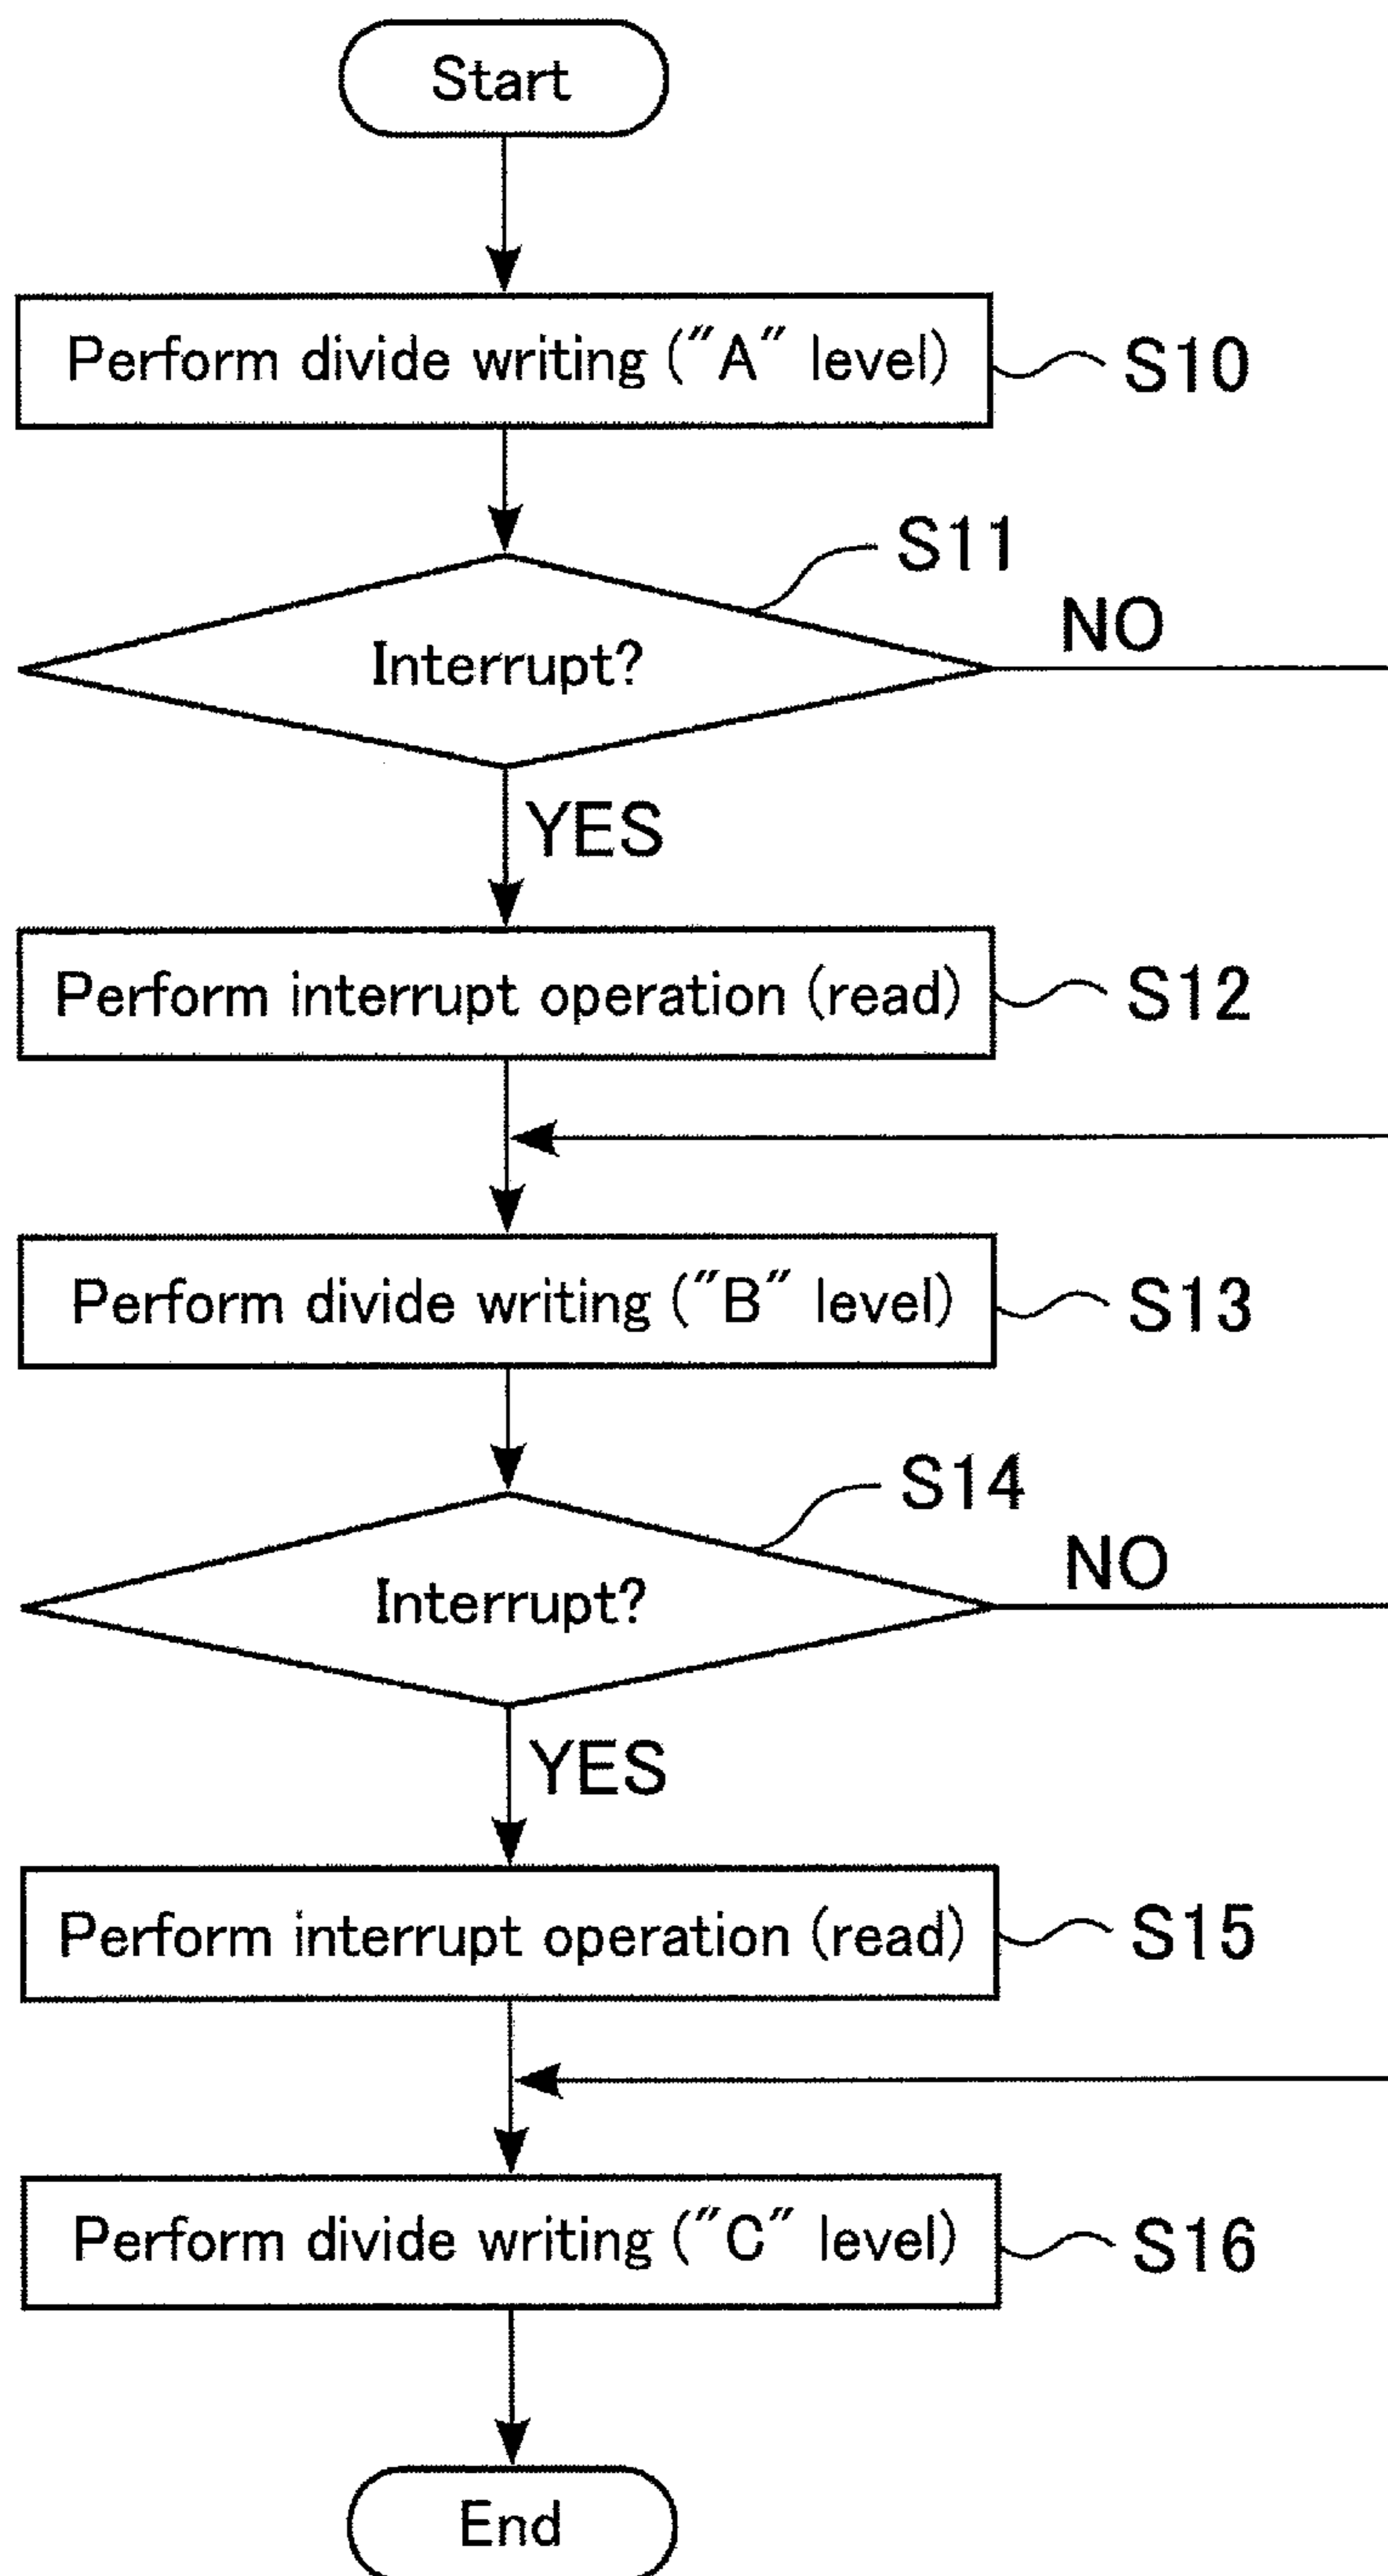 Start
Perform divide writing ("A" level)
S10
S11
Interrupt?
NO
YES
Perform interrupt operation (read)
S12
Perform divide writing ("B" level)
S13
S14
Interrupt?
NO
YES
Perform interrupt operation (read)
S15
Perform divide writing ("C" level)
S16
End